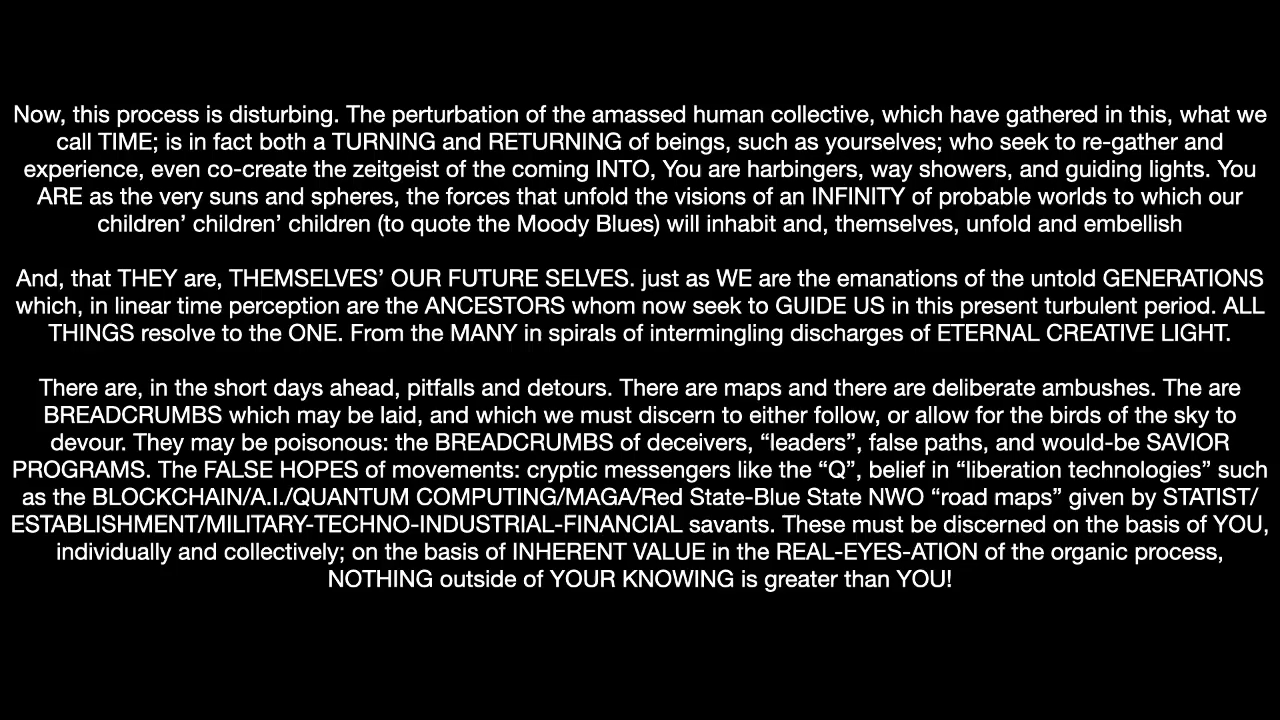 Now, this process is disturbing. The perturbation of the amassed human collective, which have gathered in this, what we
call TIME; is in fact both a TURNING and RETURNING of beings, such as yourselves; who seek to re-gather and
experience, even co-create the zeitgeist of the coming INTO, You are harbingers, way showers, and guiding lights. You
ARE as the very suns and spheres, the forces that unfold the visions of an INFINITY of probable worlds to which our
children’ children’ children (to quote the Moody Blues) will inhabit and, themselves, unfold and embellish
And, that THEY are, THEMSELVES’ OUR FUTURE SELVES. just as WE are the emanations of the untold GENERATIONS
which, in linear time perception are the ANCESTORS whom now seek to GUIDE US in this present turbulent period. ALL
THINGS resolve to the ONE. From the MANY in spirals of intermingling discharges of ETERNAL CREATIVE LIGHT.
There are, in the short days ahead, pitfalls and detours. There are maps and there are deliberate ambushes. The are
BREADCRUMBS which may be laid, and which we must discern to either follow, or allow for the birds of the sky to
devour. They may be poisonous: the BREADCRUMBS of deceivers, “leaders”, false paths, and would-be SAVIOR
PROGRAMS. The FALSE HOPES of movements: cryptic messengers like the “Q”, belief in “liberation technologies” such
as the BLOCKCHAIN/A.I./QUANTUM COMPUTING/MAGA/Red State-Blue State NWO “road maps” given by STATIST/
ESTABLISHMENT/MILITARY-TECHNO-INDUSTRIAL-FINANCIAL savants. These must be discerned on the basis of YOU,
individually and collectively; on the basis of INHERENT VALUE in the REAL-EYES-ATION of the organic process,
NOTHING outside of YOUR KNOWING is greater than YOU!